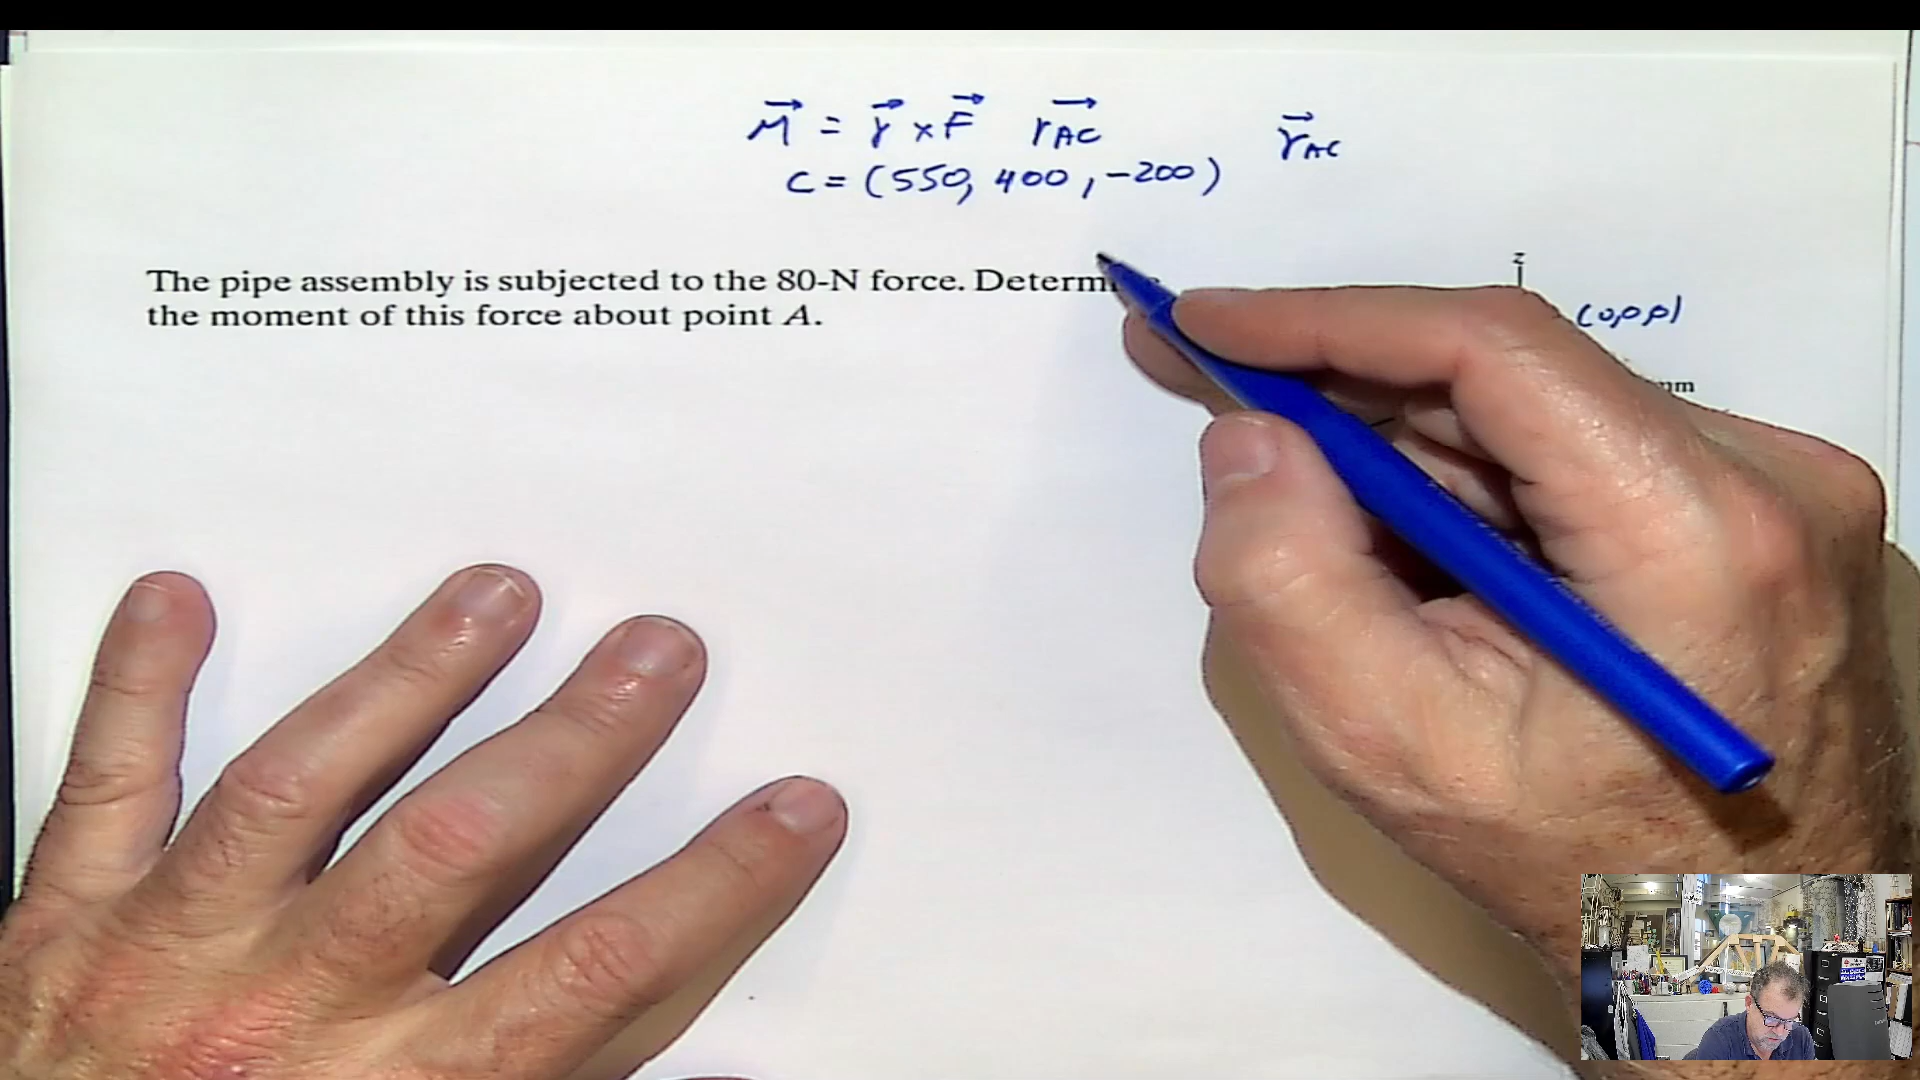 M = r x F rAC rAC
C = (550, 400, -200)
The pipe assembly is subjected to the 80-N force.
the moment of this force about point A.
z
(0,0,0)